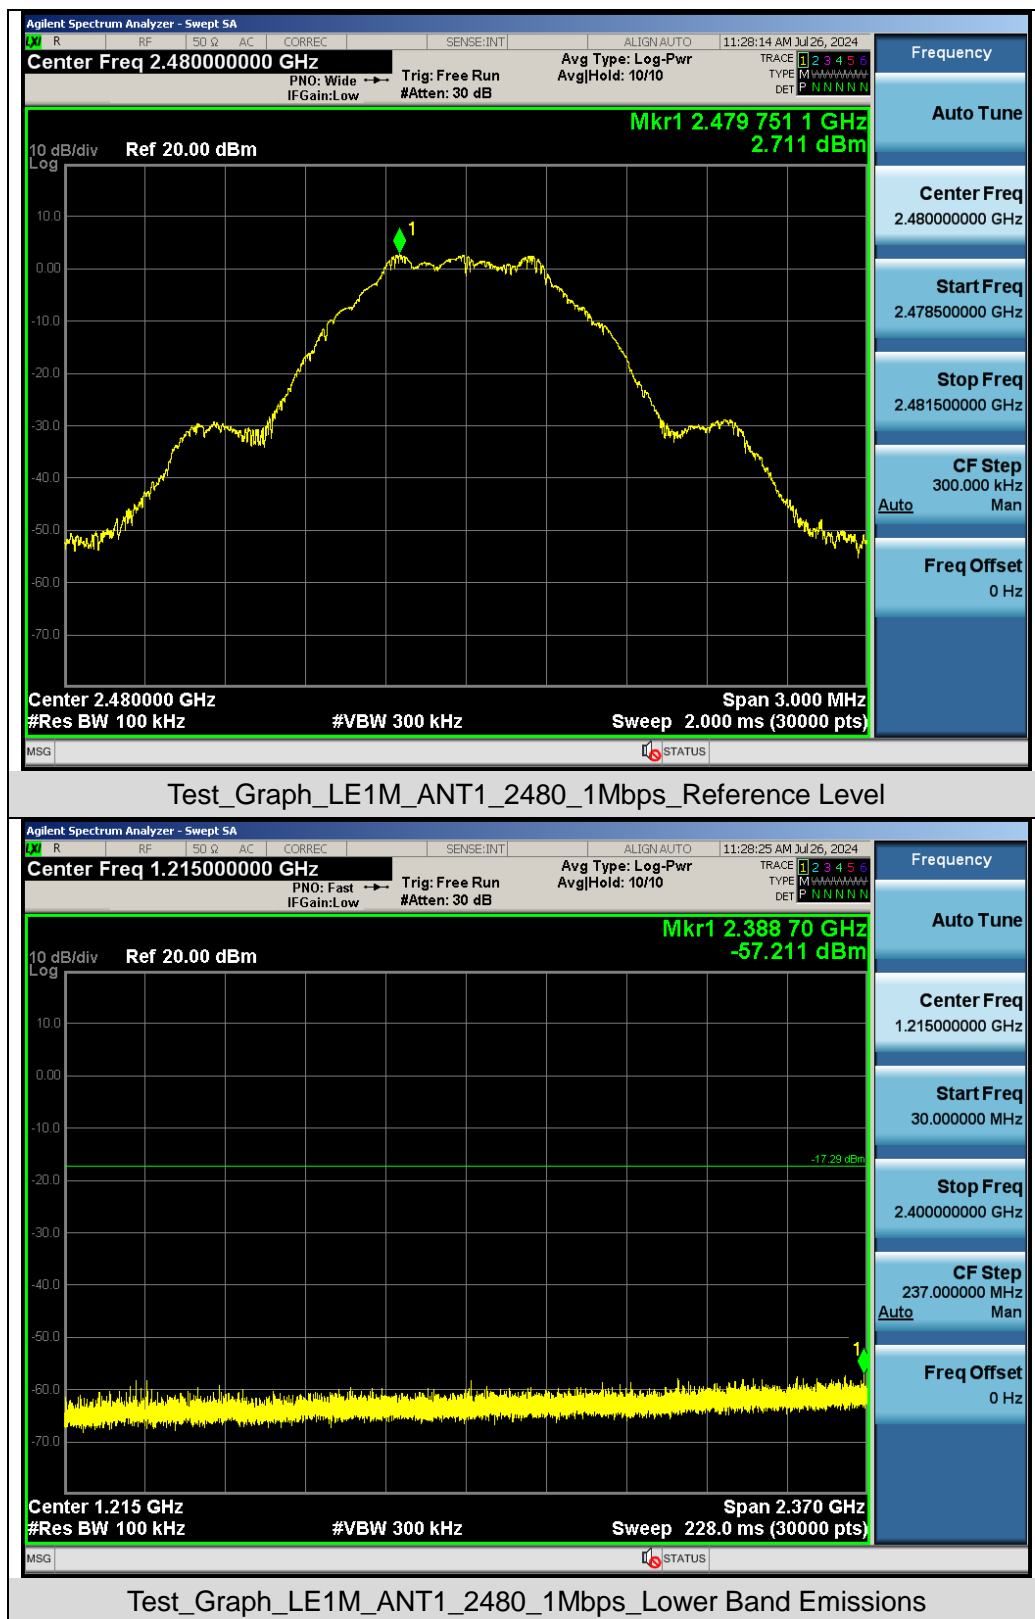 Agilent Spectrum Analyzer - Swept SA
LXI R RF 50 Ω AC CORREC SENSE:INT ALIGN AUTO 11:28:14 AM Jul 26, 2024
Center Freq 2.480000000 GHz
PNO: Wide
IFGain:Low
Trig: Free Run
#Atten: 30 dB
Avg Type: Log-Pwr
Avg|Hold: 10/10
TRACE 1 2 3 4 5 6
TYPE M WWWWW
DET P N N N N N
Mkr1 2.479 751 1 GHz
2.711 dBm
10 dB/div Ref 20.00 dBm
Log
10.0
0.00
-10.0
-20.0
-30.0
-40.0
-50.0
-60.0
-70.0
1
Center 2.480000 GHz Span 3.000 MHz
#Res BW 100 kHz #VBW 300 kHz Sweep 2.000 ms (30000 pts)
MSG STATUS
Frequency
Auto Tune
Center Freq
2.480000000 GHz
Start Freq
2.478500000 GHz
Stop Freq
2.481500000 GHz
CF Step
300.000 kHz
Auto Man
Freq Offset
0 Hz
Test_Graph_LE1M_ANT1_2480_1Mbps_Reference Level
Agilent Spectrum Analyzer - Swept SA
LXI R RF 50 Ω AC CORREC SENSE:INT ALIGN AUTO 11:28:25 AM Jul 26, 2024
Center Freq 1.215000000 GHz
PNO: Fast
IFGain:Low
Trig: Free Run
#Atten: 30 dB
Avg Type: Log-Pwr
Avg|Hold: 10/10
TRACE 1 2 3 4 5 6
TYPE M WWWWW
DET P N N N N N
Mkr1 2.388 70 GHz
-57.211 dBm
10 dB/div Ref 20.00 dBm
Log
10.0
0.00
-10.0
-20.0
-30.0
-40.0
-50.0
-60.0
-70.0
-17.29 dBm
1
Center 1.215 GHz Span 2.370 GHz
#Res BW 100 kHz #VBW 300 kHz Sweep 228.0 ms (30000 pts)
MSG STATUS
Frequency
Auto Tune
Center Freq
1.215000000 GHz
Start Freq
30.000000 MHz
Stop Freq
2.400000000 GHz
CF Step
237.000000 MHz
Auto Man
Freq Offset
0 Hz
Test_Graph_LE1M_ANT1_2480_1Mbps_Lower Band Emissions